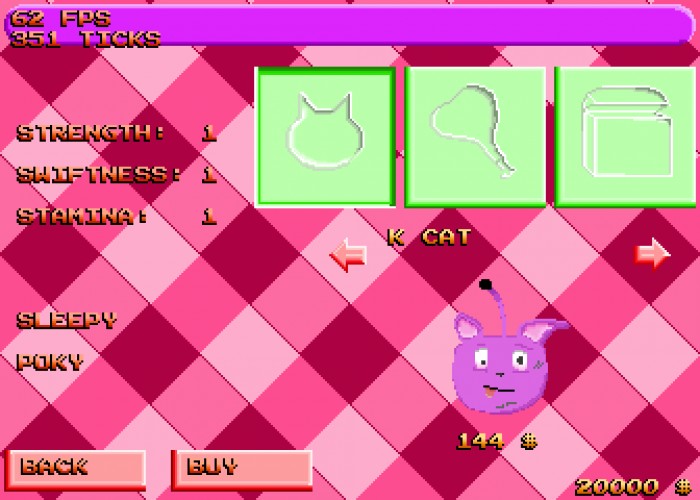 62 FPS
351 TICKS
STRENGTH: 1
SWIFTNESS: 1
STAMINA: 1
K CAT
SLEEPY
POKY
144 $
BACK
BUY
20000 $